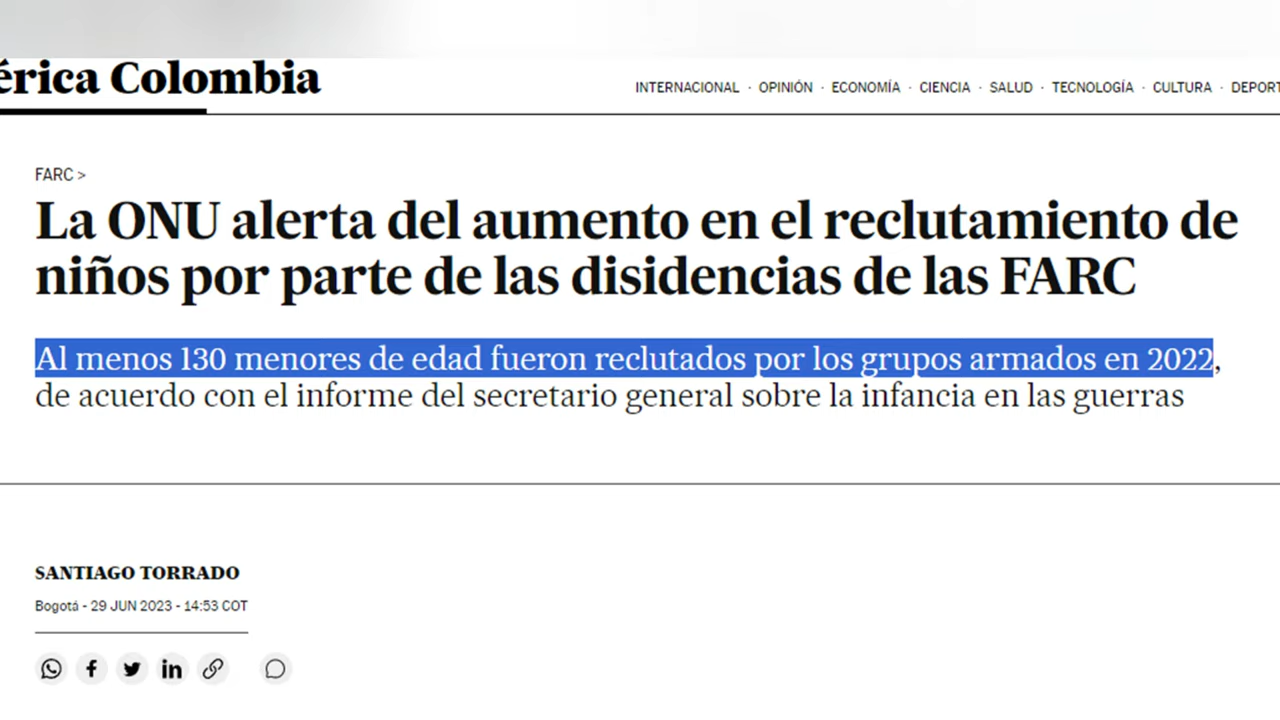 érica Colombia
INTERNACIONAL · OPINIÓN · ECONOMÍA · CIENCIA · SALUD · TECNOLOGÍA · CULTURA · DEPORT
FARC >
La ONU alerta del aumento en el reclutamiento de
niños por parte de las disidencias de las FARC
Al menos 130 menores de edad fueron reclutados por los grupos armados en 2022,
de acuerdo con el informe del secretario general sobre la infancia en las guerras
SANTIAGO TORRADO
Bogotá - 29 JUN 2023 - 14:53 COT